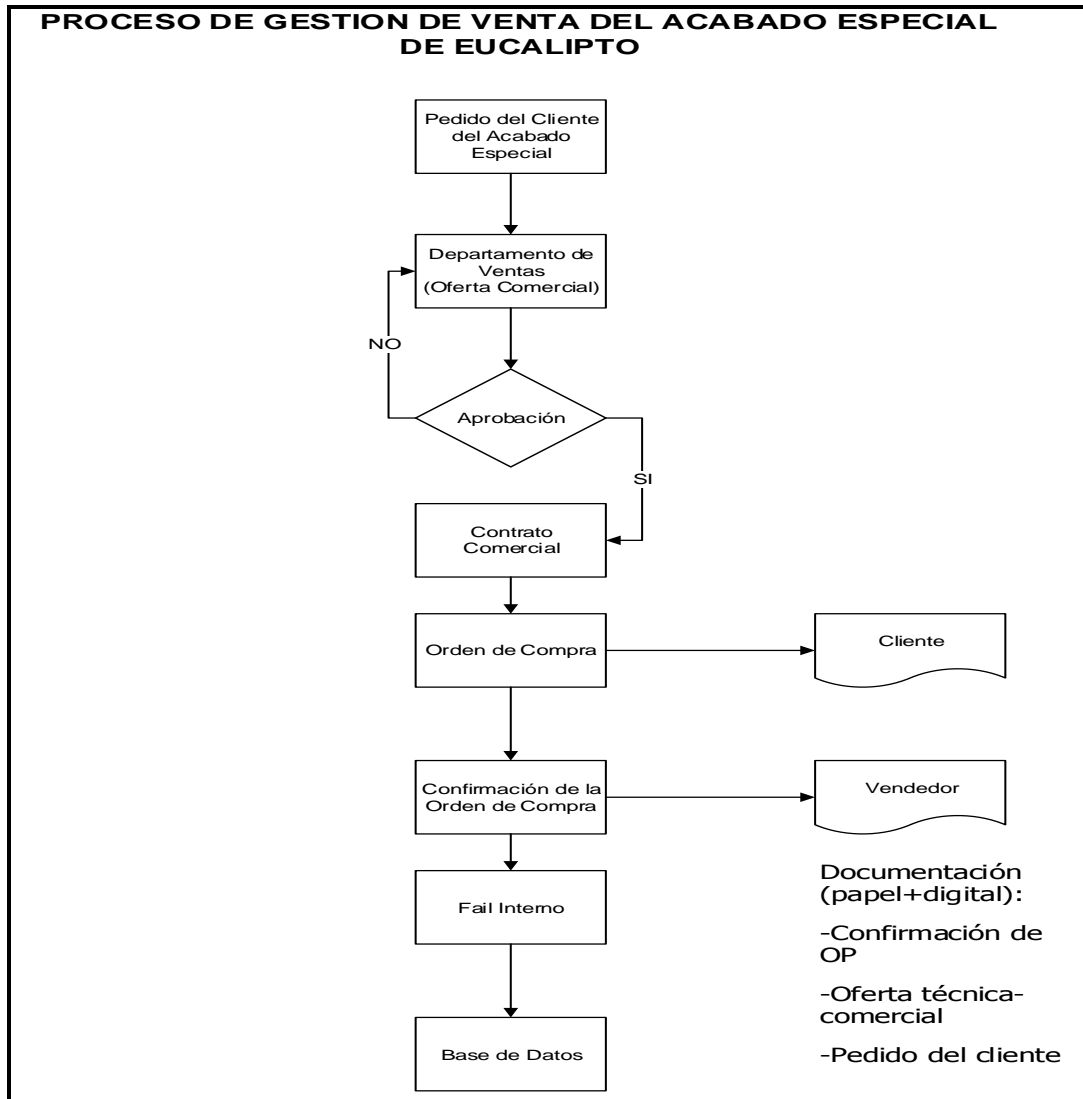 PROCESO DE GESTION DE VENTA DEL ACABADO ESPECIAL
DE EUCALIPTO
Pedido del Cliente
del Acabado
Especial
Departamento de
Ventas
(Oferta Comercial)
NO
Aprobación
SI
Contrato
Comercial
Orden de Compra
Cliente
Confirmación de la
Orden de Compra
Vendedor
Fail Interno
Documentación
(papel+digital):
-Confirmación de
OP
-Oferta técnica-
comercial
-Pedido del cliente
Base de Datos